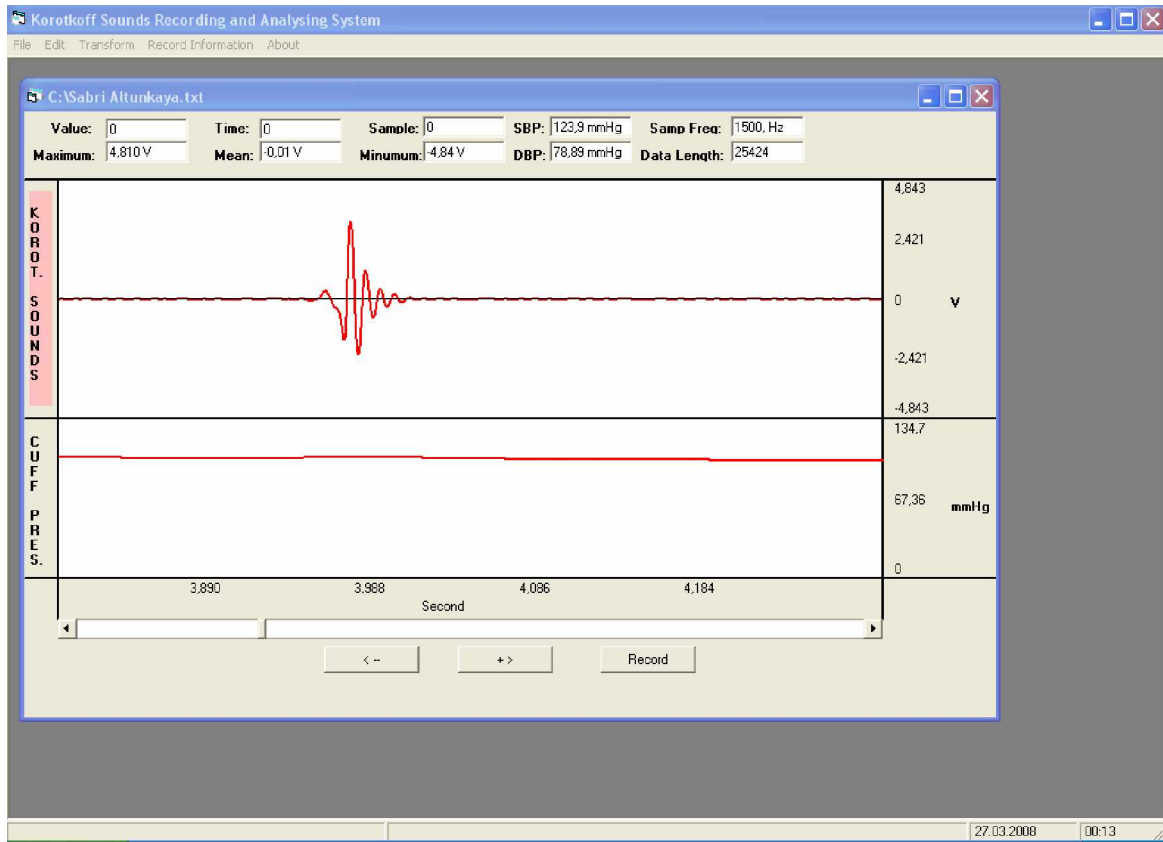 Korotkoff Sounds Recording and Analysing System
File Edit Transform Record Information About
C:\Sabri Altunkaya.txt
Value: 0 Time: 0 Sample: 0 SBP: 123,9 mmHg Samp Freq: 1500, Hz
Maximum: 4,810 V Mean: -0,01 V Minumum: -4,84 V DBP: 78,89 mmHg Data Length: 25424
KOROT. SOUNDS
4,843
2,421
0 V
-2,421
-4,843
CUFF PRES.
134,7
67,36 mmHg
0
3,890 3,988 4,086 4,184
Second
< -- + > Record
27.03.2008 00:13